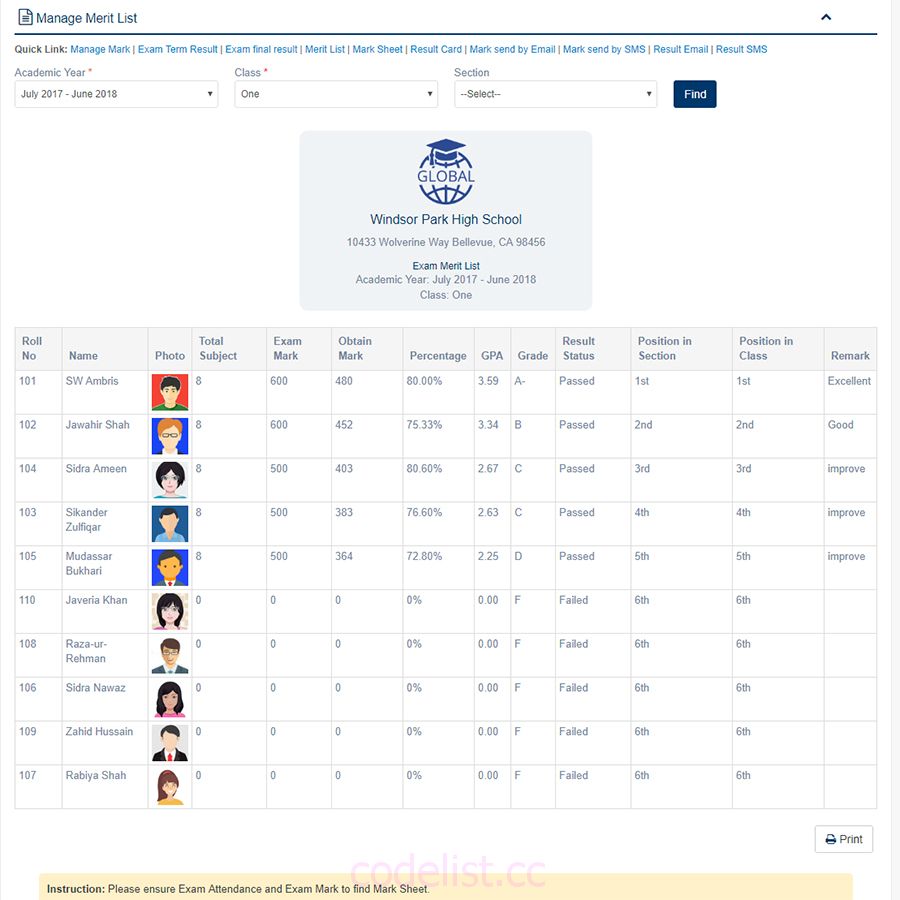 Manage Merit List
Quick Link: Manage Mark | Exam Term Result | Exam final result | Merit List | Mark Sheet | Result Card | Mark send by Email | Mark send by SMS | Result Email | Result SMS
Academic Year * Class * Section
July 2017 - June 2018 One --Select-- Find
GLOBAL
Windsor Park High School
10433 Wolverine Way Bellevue, CA 98456
Exam Merit List
Academic Year: July 2017 - June 2018
Class: One
Roll No Name Photo Total Subject Exam Mark Obtain Mark Percentage GPA Grade Result Status Position in Section Position in Class Remark
101 SW Ambris 8 600 480 80.00% 3.59 A- Passed 1st 1st Excellent
102 Jawahir Shah 8 600 452 75.33% 3.34 B Passed 2nd 2nd Good
104 Sidra Ameen 8 500 403 80.60% 2.67 C Passed 3rd 3rd improve
103 Sikander Zulfiqar 8 500 383 76.60% 2.63 C Passed 4th 4th improve
105 Mudassar Bukhari 8 500 364 72.80% 2.25 D Passed 5th 5th improve
110 Javeria Khan 0 0 0 0% 0.00 F Failed 6th 6th
108 Raza-ur-Rehman 0 0 0 0% 0.00 F Failed 6th 6th
106 Sidra Nawaz 0 0 0 0% 0.00 F Failed 6th 6th
109 Zahid Hussain 0 0 0 0% 0.00 F Failed 6th 6th
107 Rabiya Shah 0 0 0 0% 0.00 F Failed 6th 6th
Print
codelist.cc
Instruction: Please ensure Exam Attendance and Exam Mark to find Mark Sheet.